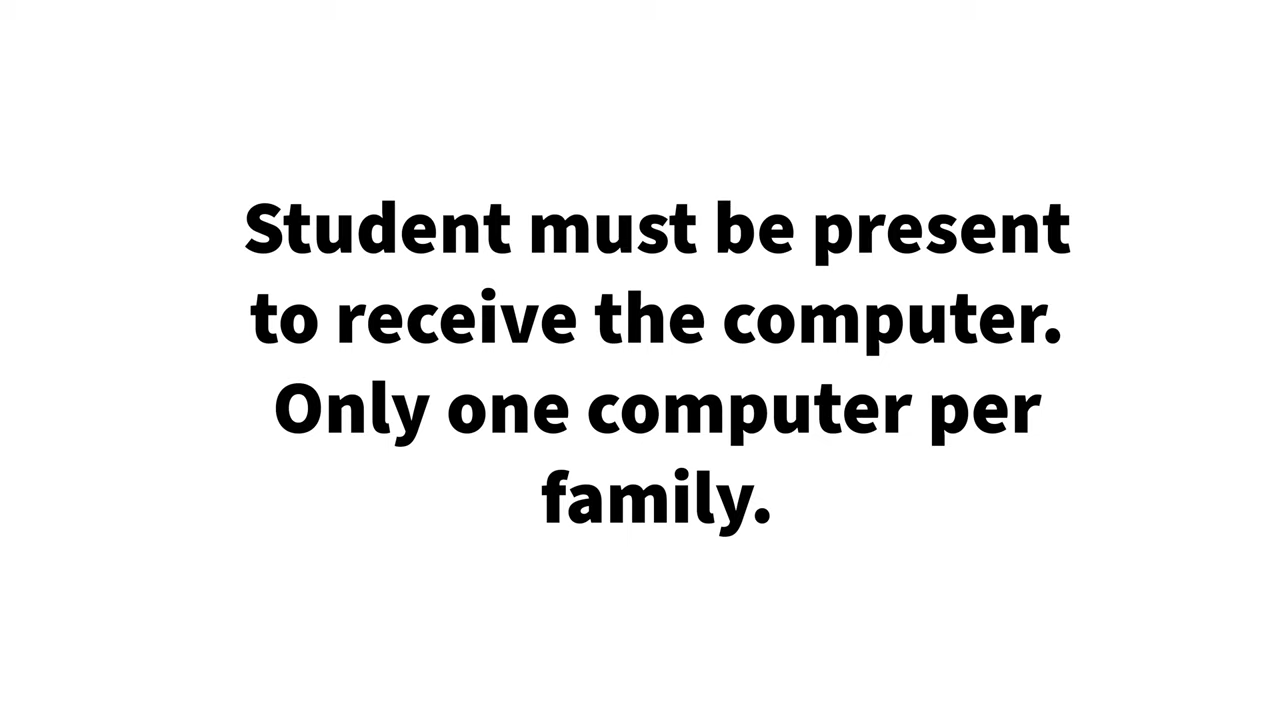 Student must be present
to receive the computer.
Only one computer per
family.